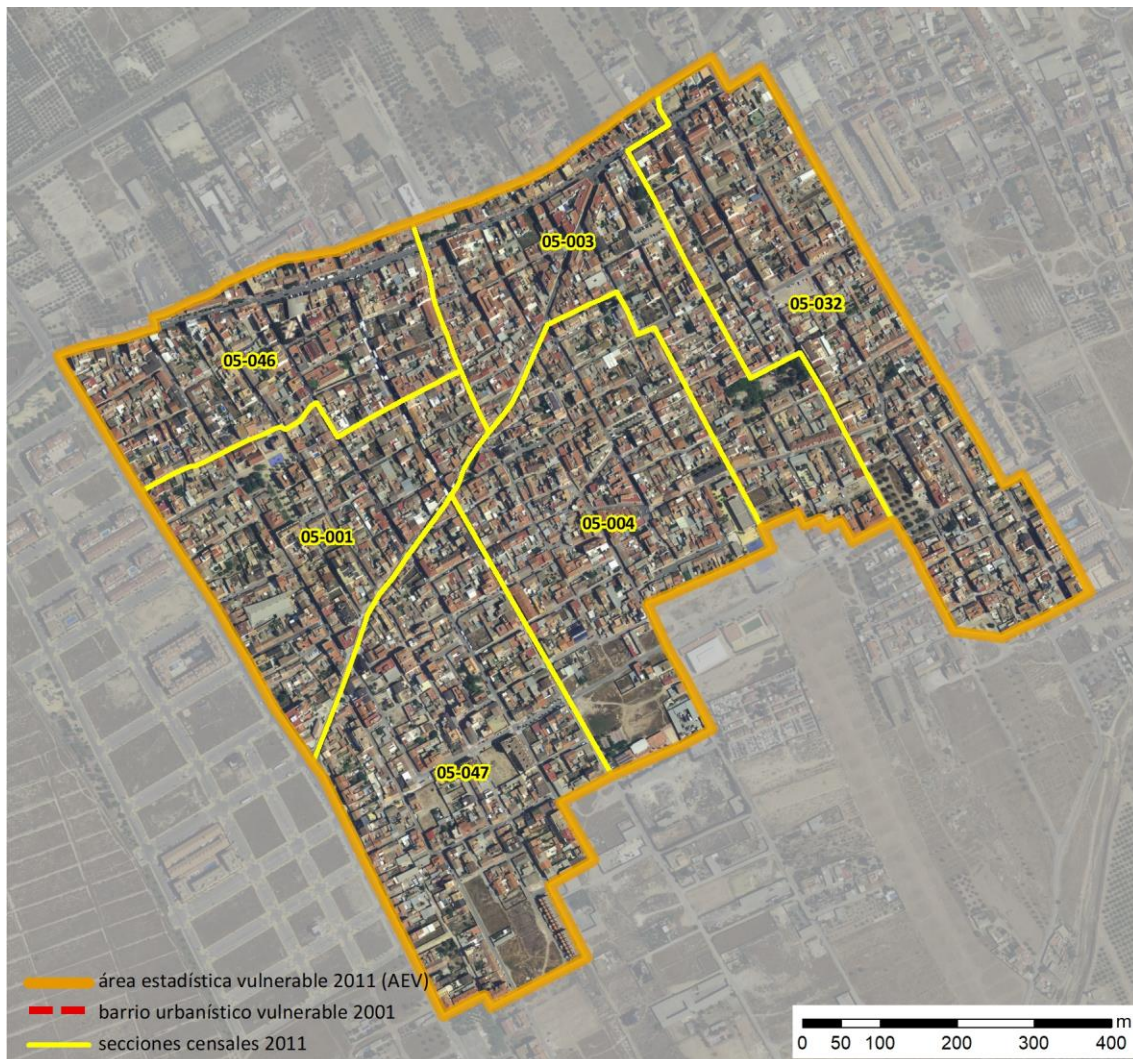 05-003
05-032
05-046
05-001
05-004
05-047
área estadística vulnerable 2011 (AEV)
barrio urbanístico vulnerable 2001
secciones censales 2011
m
0 50 100 200 300 400